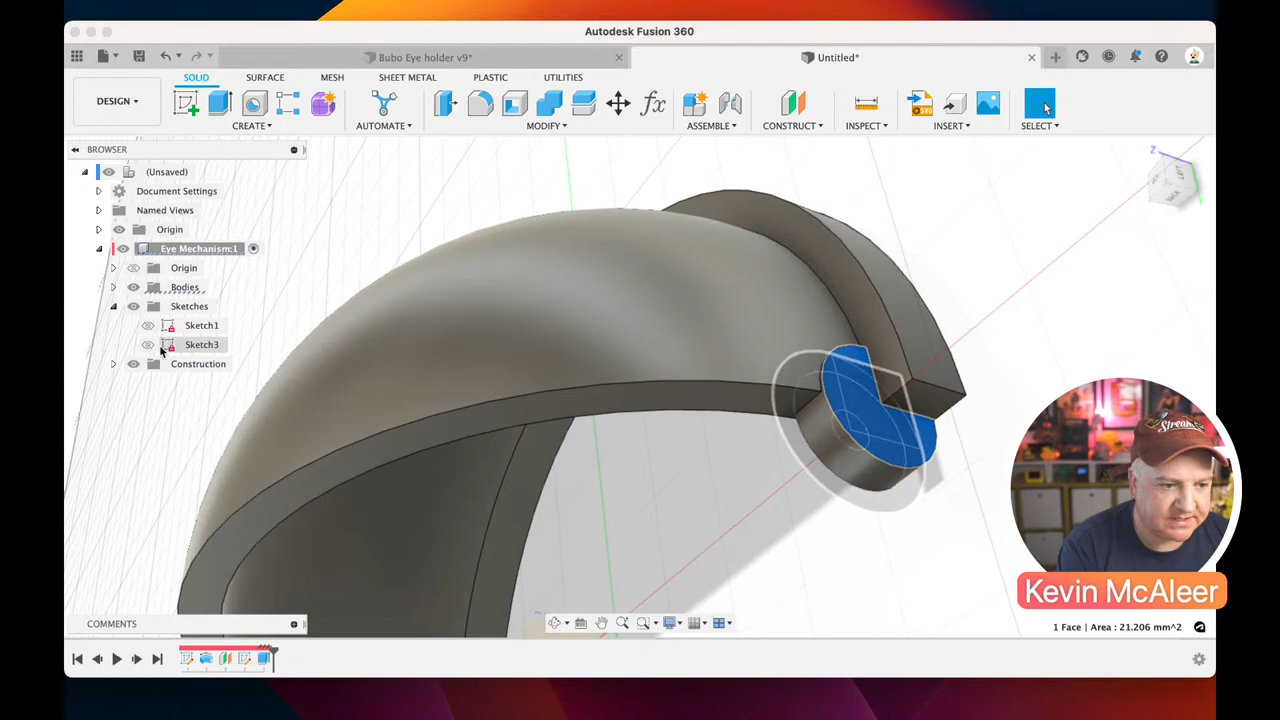 Autodesk Fusion 360
Bubo Eye holder v9*
Untitled*
DESIGN
SOLID
SURFACE
MESH
SHEET METAL
PLASTIC
UTILITIES
CREATE
AUTOMATE
MODIFY
ASSEMBLE
CONSTRUCT
INSPECT
INSERT
SELECT
fx
BROWSER
(Unsaved)
Document Settings
Named Views
Origin
Eye Mechanism:1
Origin
Bodies
Sketches
Sketch1
Sketch3
Construction
Z
Kevin McAleer
COMMENTS
1 Face | Area : 21.206 mm^2